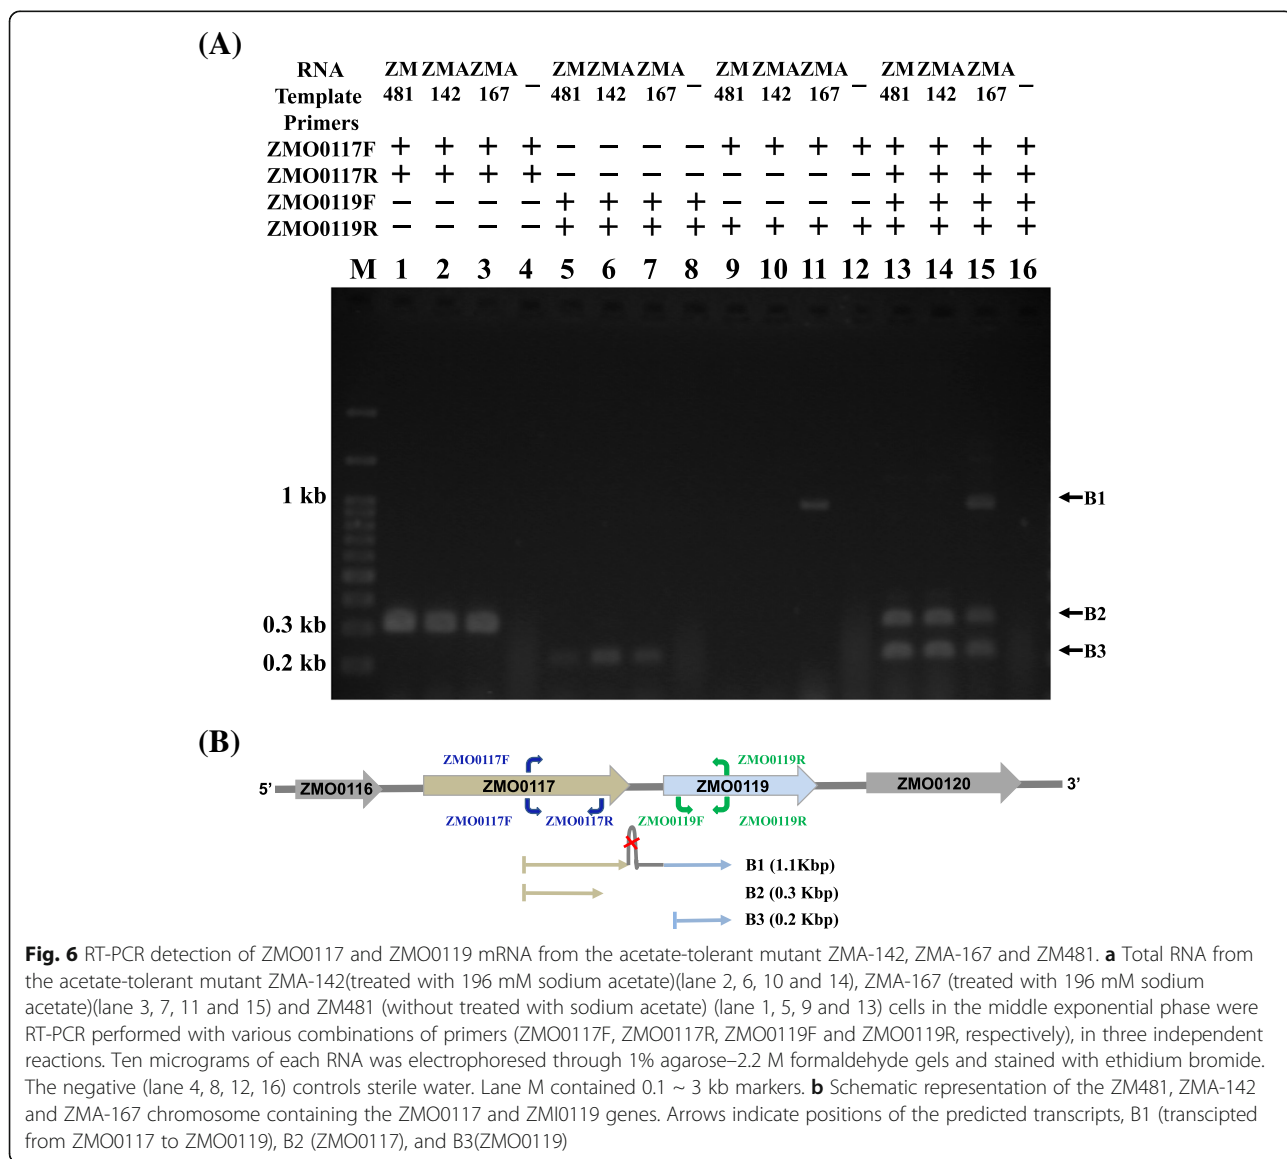 (A)
RNA ZM ZMA ZMA ZM ZMA ZMA ZM ZMA ZMA ZM ZMA ZMA
Template 481 142 167 – 481 142 167 – 481 142 167 – 481 142 167 –
Primers
ZMO0117F + + + + – – – – + + + + + + + +
ZMO0117R + + + + – – – – – – – – + + + +
ZMO0119F – – – – + + + + – – – – + + + +
ZMO0119R – – – – + + + + + + + + + + + +
M 1 2 3 4 5 6 7 8 9 10 11 12 13 14 15 16
1 kb
B1
B2
0.3 kb
B3
0.2 kb
(B)
ZMO0117F ZMO0119R
5' ZMO0116 ZMO0117 ZMO0119 ZMO0120 3'
ZMO0117F ZMO0117R ZMO0119F ZMO0119R
B1 (1.1Kbp)
B2 (0.3 Kbp)
B3 (0.2 Kbp)
Fig. 6 RT-PCR detection of ZMO0117 and ZMO0119 mRNA from the acetate-tolerant mutant ZMA-142, ZMA-167 and ZM481. a Total RNA from
the acetate-tolerant mutant ZMA-142(treated with 196 mM sodium acetate)(lane 2, 6, 10 and 14), ZMA-167 (treated with 196 mM sodium
acetate)(lane 3, 7, 11 and 15) and ZM481 (without treated with sodium acetate) (lane 1, 5, 9 and 13) cells in the middle exponential phase were
RT-PCR performed with various combinations of primers (ZMO0117F, ZMO0117R, ZMO0119F and ZMO0119R, respectively), in three independent
reactions. Ten micrograms of each RNA was electrophoresed through 1% agarose–2.2 M formaldehyde gels and stained with ethidium bromide.
The negative (lane 4, 8, 12, 16) controls sterile water. Lane M contained 0.1 ~ 3 kb markers. b Schematic representation of the ZM481, ZMA-142
and ZMA-167 chromosome containing the ZMO0117 and ZMI0119 genes. Arrows indicate positions of the predicted transcripts, B1 (transcipted
from ZMO0117 to ZMO0119), B2 (ZMO0117), and B3(ZMO0119)